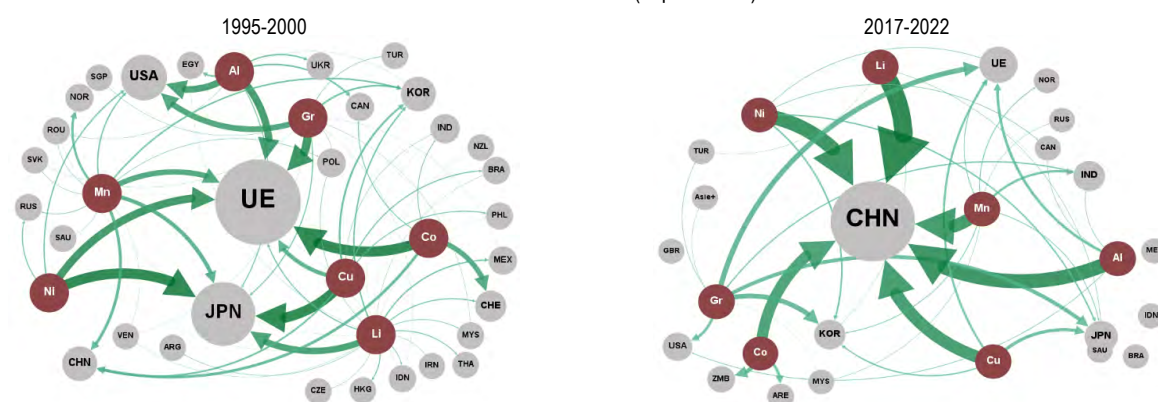 1995-2000
USA
EGY
Al
UKR
TUR
SGP
NOR
CAN
KOR
Gr
ROU
IND
NZL
SVK
POL
BRA
Mn
UE
RUS
PHL
SAU
Co
MEX
Ni
Cu
CHE
JPN
Li
VEN
ARG
MYS
CHN
THA
IRN
IDN
HKG
CZE
2017-2022
Li
UE
NOR
Ni
RUS
TUR
CAN
IND
Asie+
CHN
Mn
GBR
Al
Gr
IDN
KOR
JPN
USA
SAU
BRA
Co
Cu
ZMB
MYS
ARE